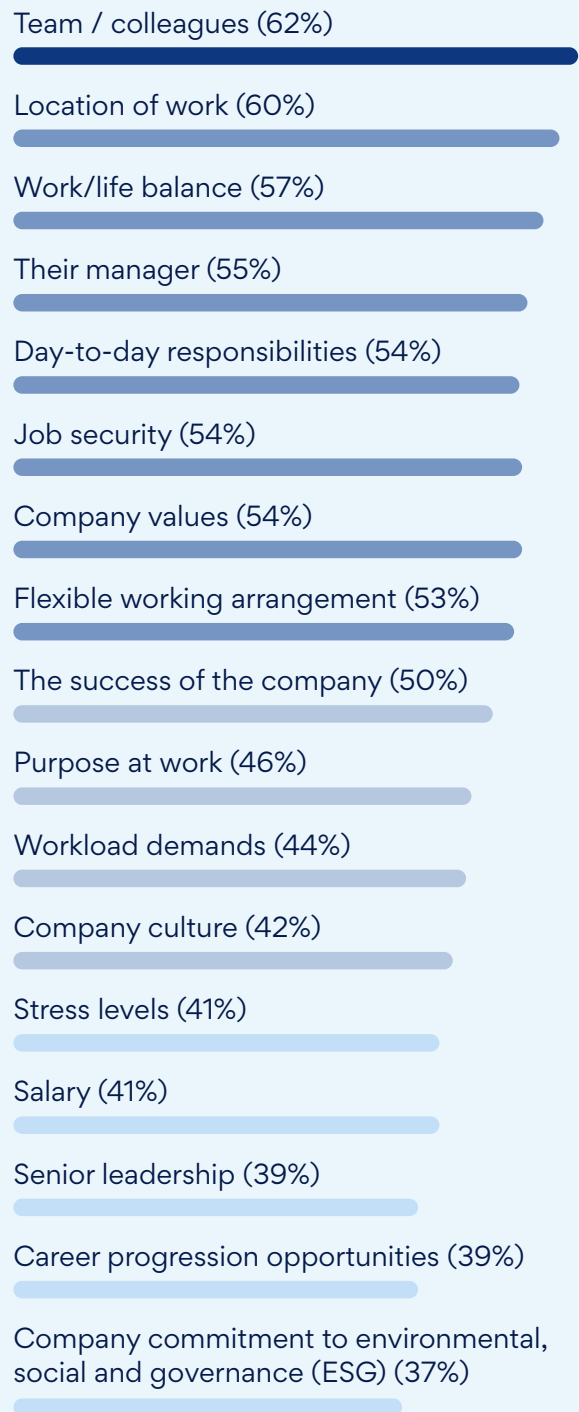 Team / colleagues (62%)
Location of work (60%)
Work/life balance (57%)
Their manager (55%)
Day-to-day responsibilities (54%)
Job security (54%)
Company values (54%)
Flexible working arrangement (53%)
The success of the company (50%)
Purpose at work (46%)
Workload demands (44%)
Company culture (42%)
Stress levels (41%)
Salary (41%)
Senior leadership (39%)
Career progression opportunities (39%)
Company commitment to environmental,
social and governance (ESG) (37%)